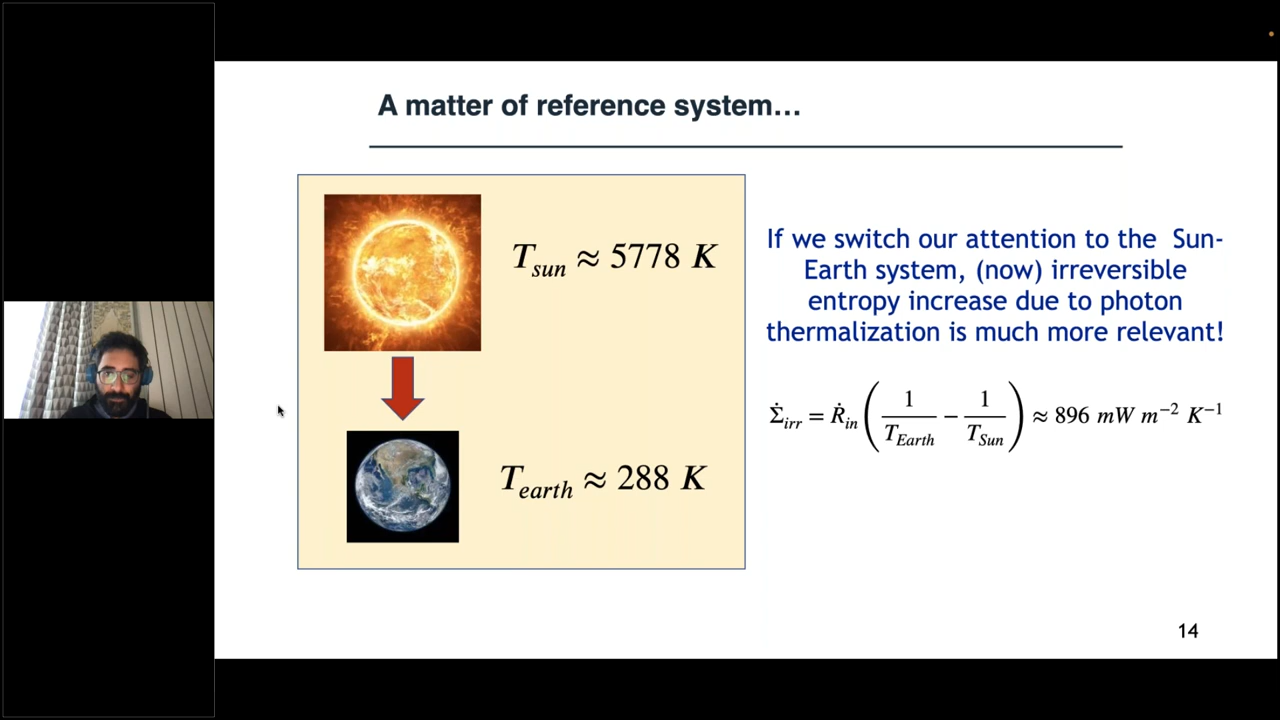 A matter of reference system...
T_sun ≈ 5778 K
T_earth ≈ 288 K
If we switch our attention to the Sun-
Earth system, (now) irreversible
entropy increase due to photon
thermalization is much more relevant!
Σ̇_irr = Ṙ_in (1/T_Earth − 1/T_Sun) ≈ 896 mW m⁻² K⁻¹
14